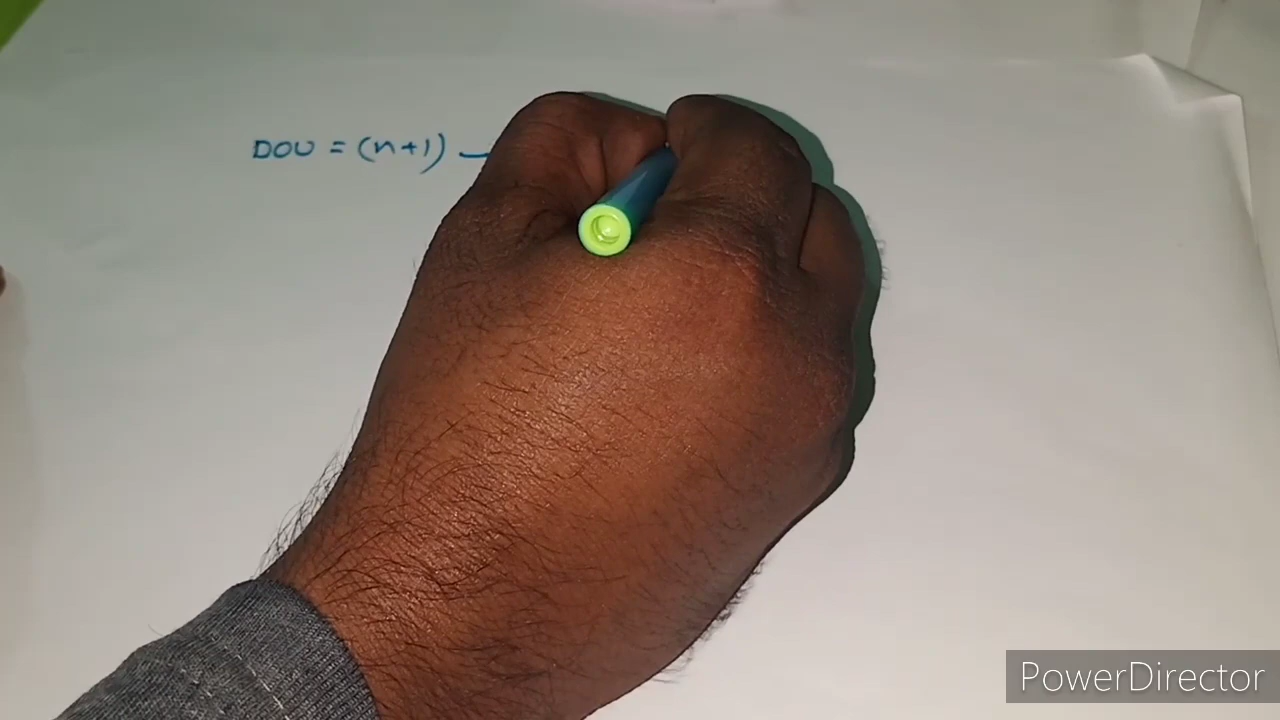 DOU = (n+1) -
PowerDirector